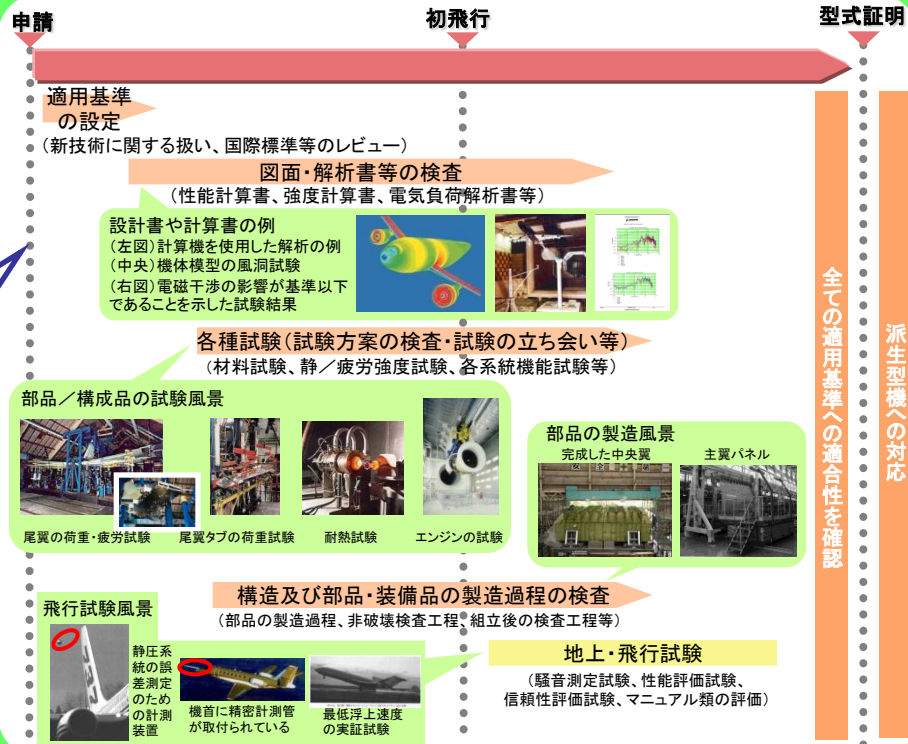 申請
初飛行
型式証明
適用基準
の設定
(新技術に関する扱い、国際標準等のレビュー)
図面・解析書等の検査
(性能計算書、強度計算書、電気負荷解析書等)
設計書や計算書の例
(左図)計算機を使用した解析の例
(中央)機体模型の風洞試験
(右図)電磁干渉の影響が基準以下
であることを示した試験結果
各種試験(試験方案の検査・試験の立ち会い等)
(材料試験、静/疲労強度試験、各系統機能試験等)
部品/構成品の試験風景
尾翼の荷重・疲労試験
尾翼タブの荷重試験
耐熱試験
エンジンの試験
部品の製造風景
完成した中央翼
主翼パネル
安全十第
構造及び部品・装備品の製造過程の検査
(部品の製造過程、非破壊検査工程、組立後の検査工程等)
飛行試験風景
静圧系
統の誤
差測定
のため
の計測
装置
機首に精密計測管
が取付られている
最低浮上速度
の実証試験
地上・飛行試験
(騒音測定試験、性能評価試験、
信頼性評価試験、マニュアル類の評価)
全ての適用基準への適合性を確認
派生型機への対応